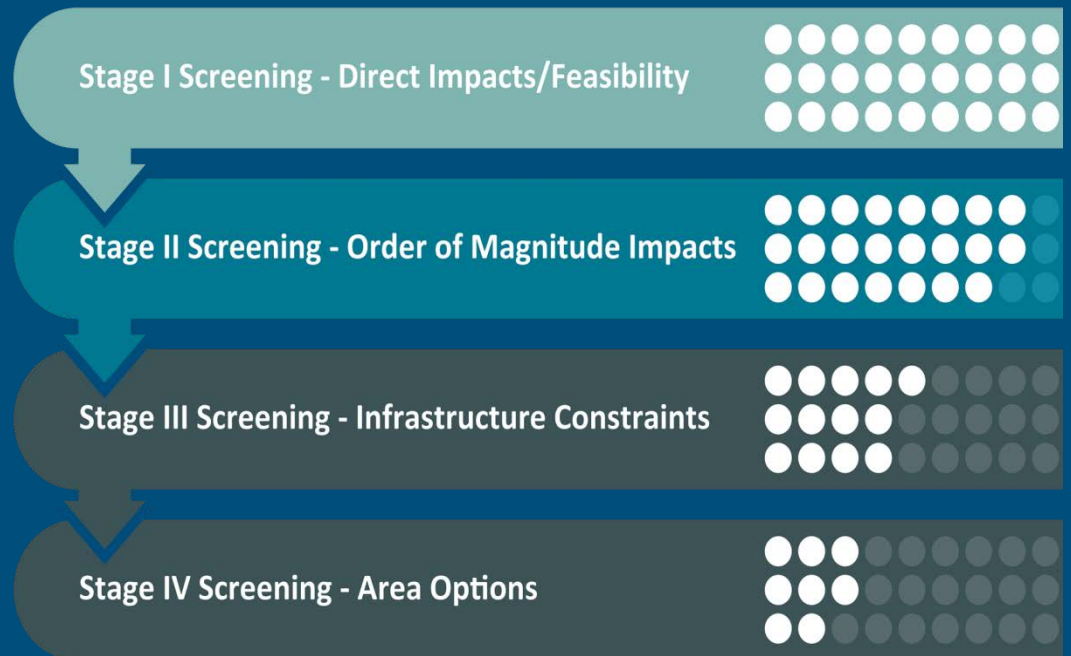 Stage I Screening - Direct Impacts/Feasibility
Stage II Screening - Order of Magnitude Impacts
Stage III Screening - Infrastructure Constraints
Stage IV Screening - Area Options